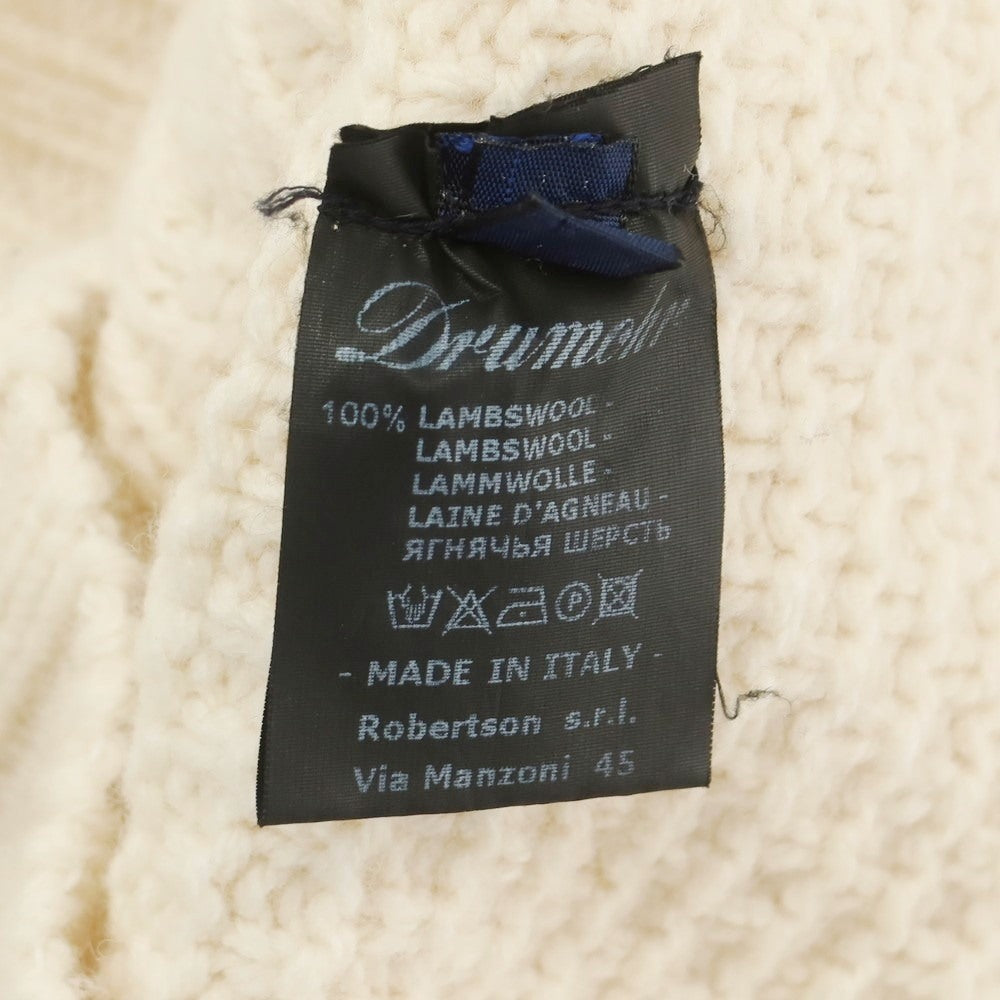 Drumohr
100% LAMBSWOOL -
LAMBSWOOL -
LAMMWOLLE -
LAINE D'AGNEAU -
ЯГНЯЧЬЯ ШЕРСТЬ
P
- MADE IN ITALY -
Robertson s.r.l.
Via Manzoni 45